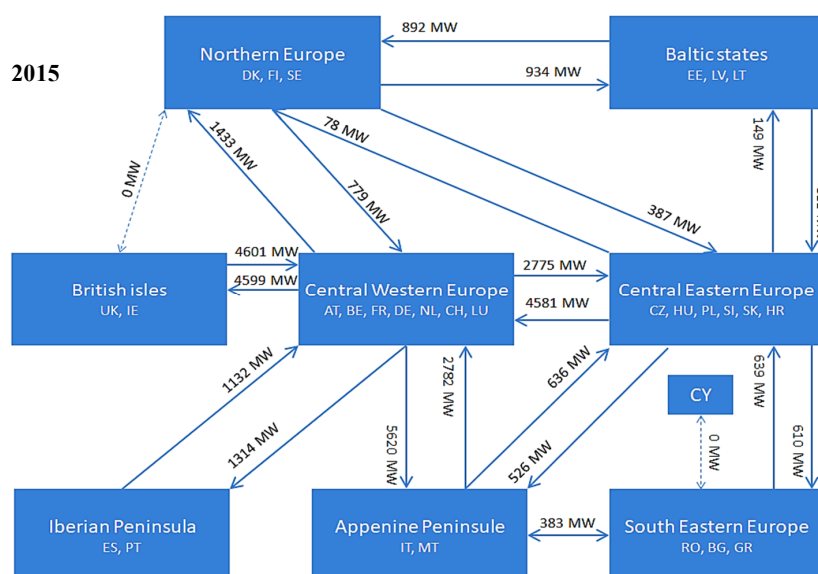 892 MW
Northern Europe
DK, FI, SE
Baltic states
EE, LV, LT
2015
934 MW
1433 MW
78 MW
149 MW
0 MW
779 MW
387 MW
4601 MW
British isles
UK, IE
4599 MW
Central Western Europe
AT, BE, FR, DE, NL, CH, LU
2775 MW
4581 MW
Central Eastern Europe
CZ, HU, PL, SI, SK, HR
1132 MW
2782 MW
636 MW
639 MW
CY
1314 MW
5620 MW
526 MW
0 MW
610 MW
Iberian Peninsula
ES, PT
Appenine Peninsule
IT, MT
383 MW
South Eastern Europe
RO, BG, GR